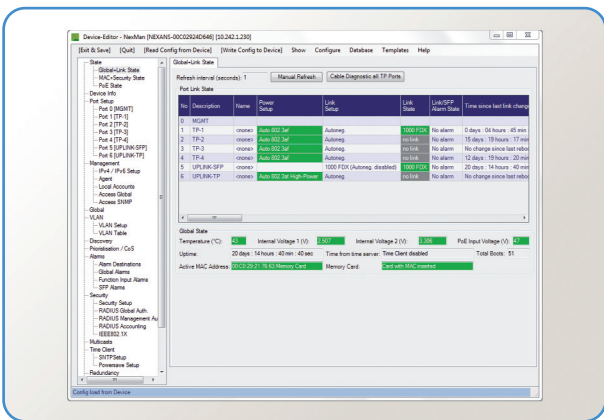 Device-Editor - NexMan [NEXANS-00C02924D646] [10.242.1.230]
[Exit & Save] [Quit] [Read Config from Device] [Write Config to Device] Show Configure Database Templates Help
State
Global+Link State
MAC+Security State
PoE State
Device Info
Port Setup
Port 0 [MGMT]
Port 1 [TP-1]
Port 2 [TP-2]
Port 3 [TP-3]
Port 4 [TP-4]
Port 5 [UPLINK-SFP]
Port 6 [UPLINK-TP]
Management
IPv4 / IPv6 Setup
Agent
Local Accounts
Access Global
Access SNMP
Global
VLAN
VLAN Setup
VLAN Table
Discovery
Prioritisation / CoS
Alarms
Alarm Destinations
Global Alarms
Function Input Alarms
SFP Alarms
Security
Security Setup
RADIUS Global Auth.
RADIUS Management Au
RADIUS Accounting
IEEE802.1X
Multicasts
Time Client
SNTPSetup
Powersave Setup
Redundancy
Global+Link State
Refresh interval (seconds): 1 Manual Refresh Cable Diagnostic all TP Ports
Port Link State
No Description Name Power Setup Link Setup Link State Link/SFP Alarm State Time since last link change
0 MGMT
1 TP-1 <none> Auto 802.3af Autoneg. 1000 FDX No alarm 0 days : 04 hours : 45 min
2 TP-2 <none> Auto 802.3af Autoneg. no link No alarm 15 days : 19 hours : 17 min
3 TP-3 <none> Auto 802.3af Autoneg. no link No alarm No change since last reboo
4 TP-4 <none> Auto 802.3af Autoneg. no link No alarm 12 days : 19 hours : 20 min
5 UPLINK-SFP <none> 1000 FDX (Autoneg. disabled) 1000 FDX No alarm 20 days : 14 hours : 40 min
6 UPLINK-TP <none> Auto 802.3at High-Power Autoneg. no link No alarm No change since last reboo
Global State
Temperature (°C): 43 Internal Voltage 1 (V): 2.507 Internal Voltage 2 (V): 3.306 PoE Input Voltage (V): 47
Uptime: 20 days : 14 hours : 40 min : 40 sec Time from time server: Time Client disabled Total Boots: 51
Active MAC Address: Memory Card Memory Card: Card with MAC inserted
Config load from Device